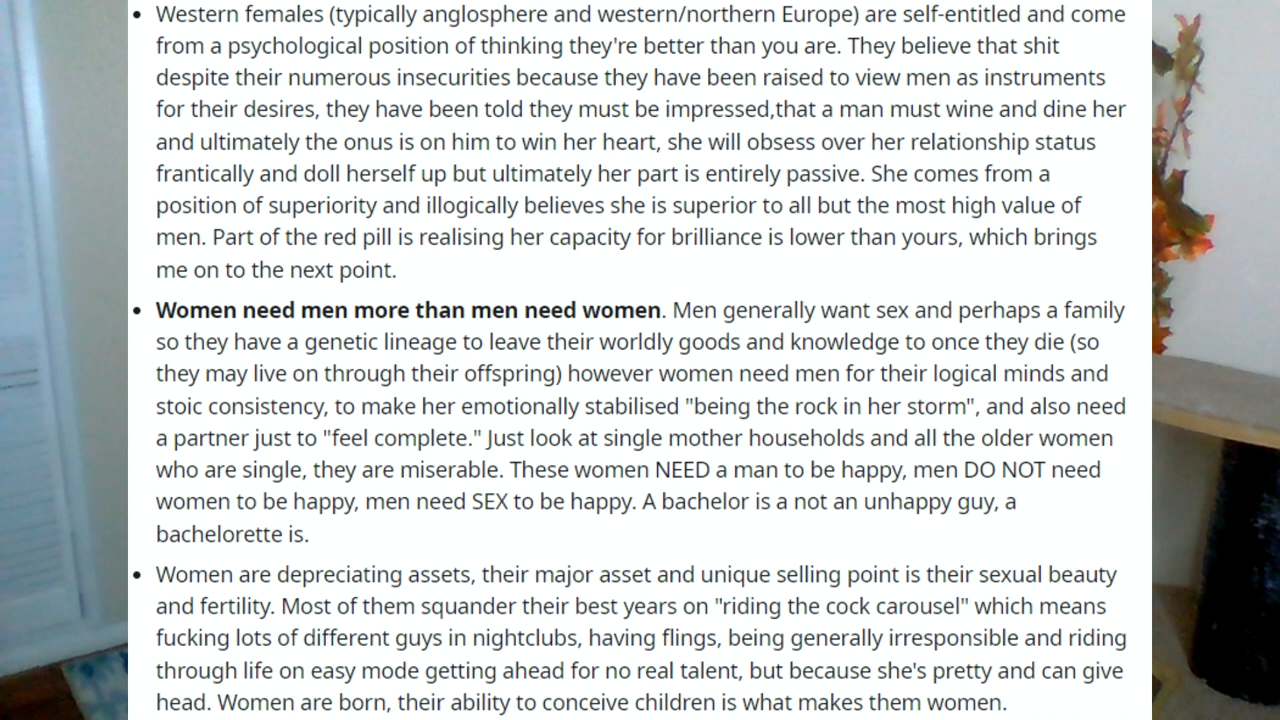 Western females (typically anglosphere and western/northern Europe) are self-entitled and come
from a psychological position of thinking they're better than you are. They believe that shit
despite their numerous insecurities because they have been raised to view men as instruments
for their desires, they have been told they must be impressed,that a man must wine and dine her
and ultimately the onus is on him to win her heart, she will obsess over her relationship status
frantically and doll herself up but ultimately her part is entirely passive. She comes from a
position of superiority and illogically believes she is superior to all but the most high value of
men. Part of the red pill is realising her capacity for brilliance is lower than yours, which brings
me on to the next point.
Women need men more than men need women. Men generally want sex and perhaps a family
so they have a genetic lineage to leave their worldly goods and knowledge to once they die (so
they may live on through their offspring) however women need men for their logical minds and
stoic consistency, to make her emotionally stabilised "being the rock in her storm", and also need
a partner just to "feel complete." Just look at single mother households and all the older women
who are single, they are miserable. These women NEED a man to be happy, men DO NOT need
women to be happy, men need SEX to be happy. A bachelor is a not an unhappy guy, a
bachelorette is.
Women are depreciating assets, their major asset and unique selling point is their sexual beauty
and fertility. Most of them squander their best years on "riding the cock carousel" which means
fucking lots of different guys in nightclubs, having flings, being generally irresponsible and riding
through life on easy mode getting ahead for no real talent, but because she's pretty and can give
head. Women are born, their ability to conceive children is what makes them women.